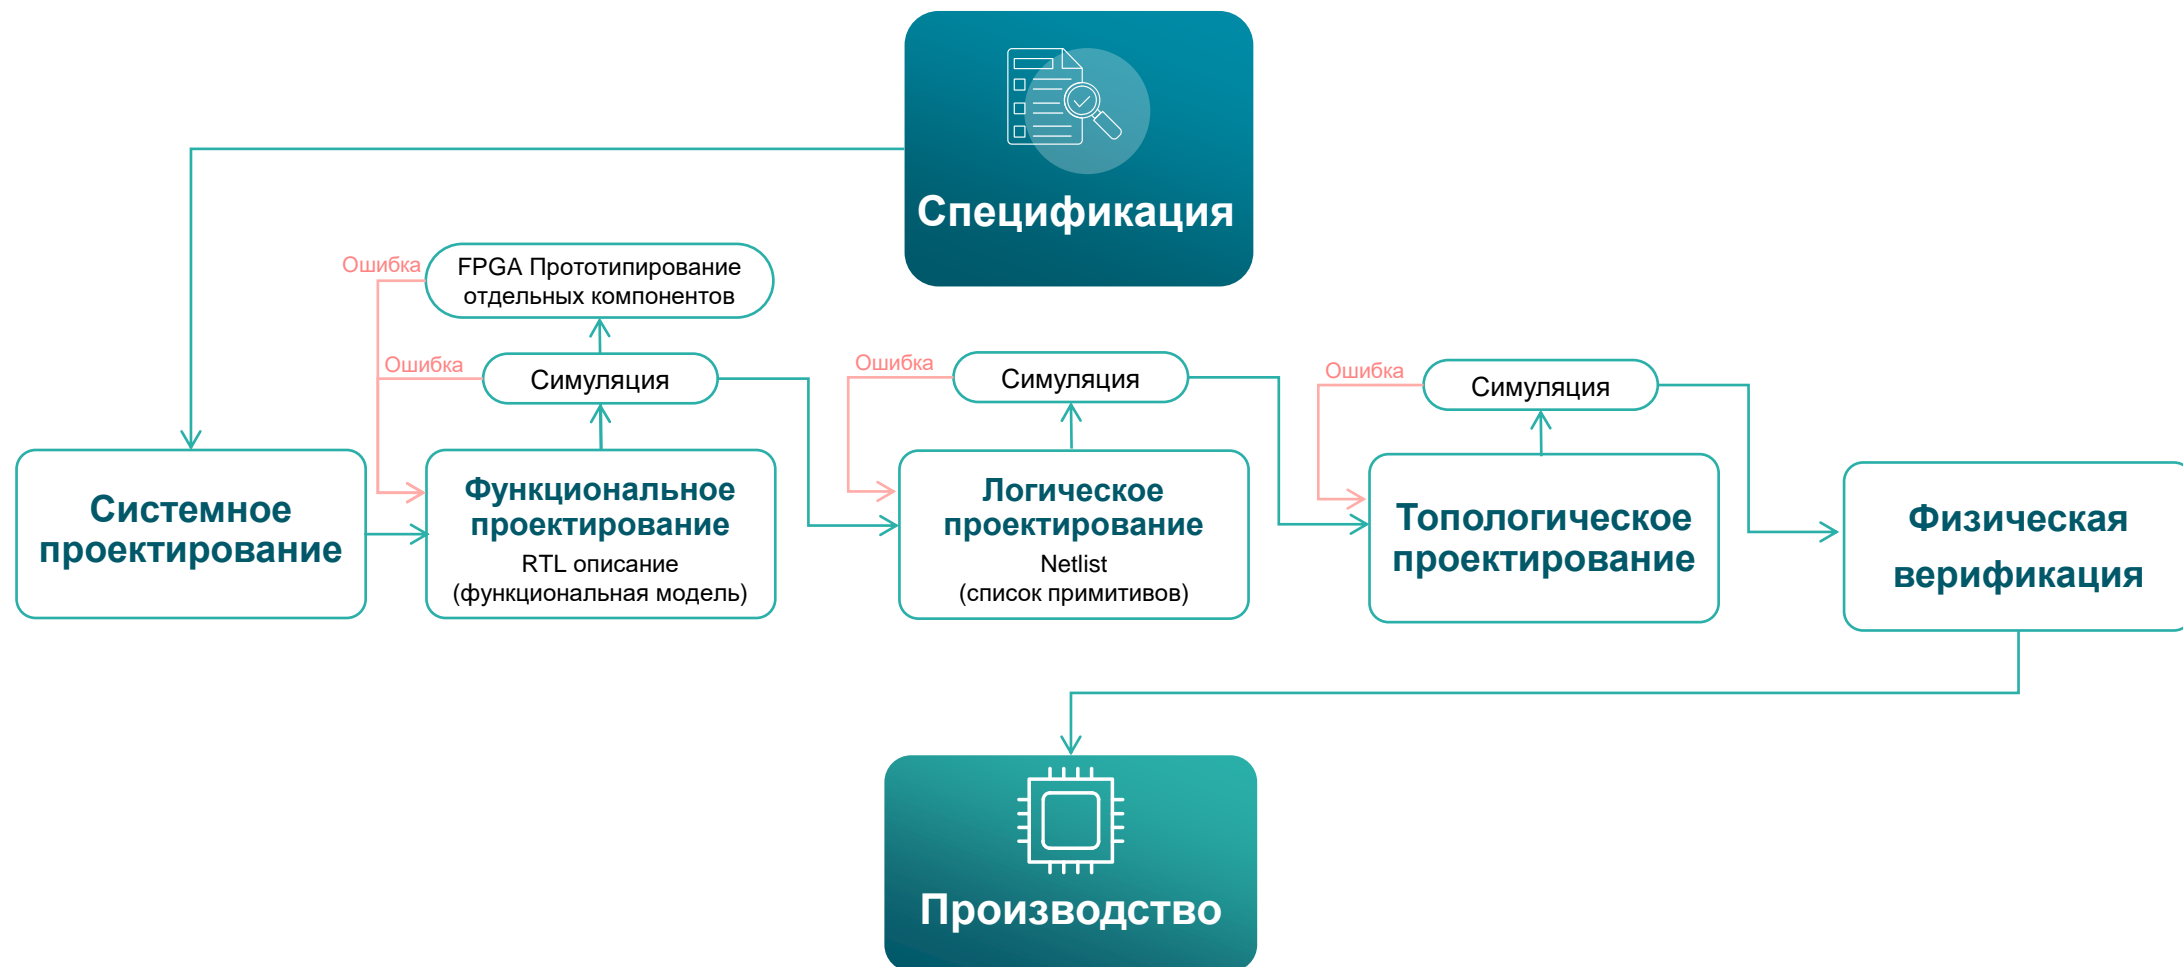 Спецификация
Ошибка
FPGA Прототипирование
отдельных компонентов
Ошибка
Симуляция
Ошибка
Симуляция
Ошибка
Симуляция
Системное
проектирование
Функциональное
проектирование
RTL описание
(функциональная модель)
Логическое
проектирование
Netlist
(список примитивов)
Топологическое
проектирование
Физическая
верификация
Производство